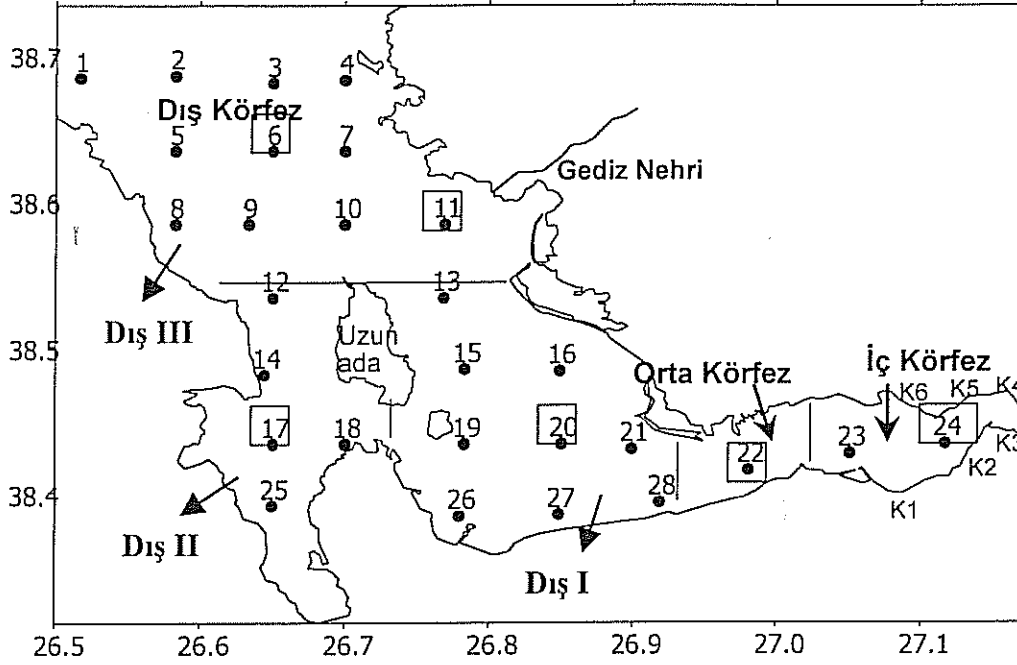 38.7
1
2
3
4
Dış Körfez
5
6
7
Gediz Nehri
38.6
8
9
10
11
12
13
Dış III
Uzun
ada
38.5
14
15
16
Orta Körfez
İç Körfez
K6
K5
K4
17
18
19
20
21
22
23
24
K3
K2
K1
38.4
25
26
27
28
Dış II
Dış I
26.5
26.6
26.7
26.8
26.9
27.0
27.1